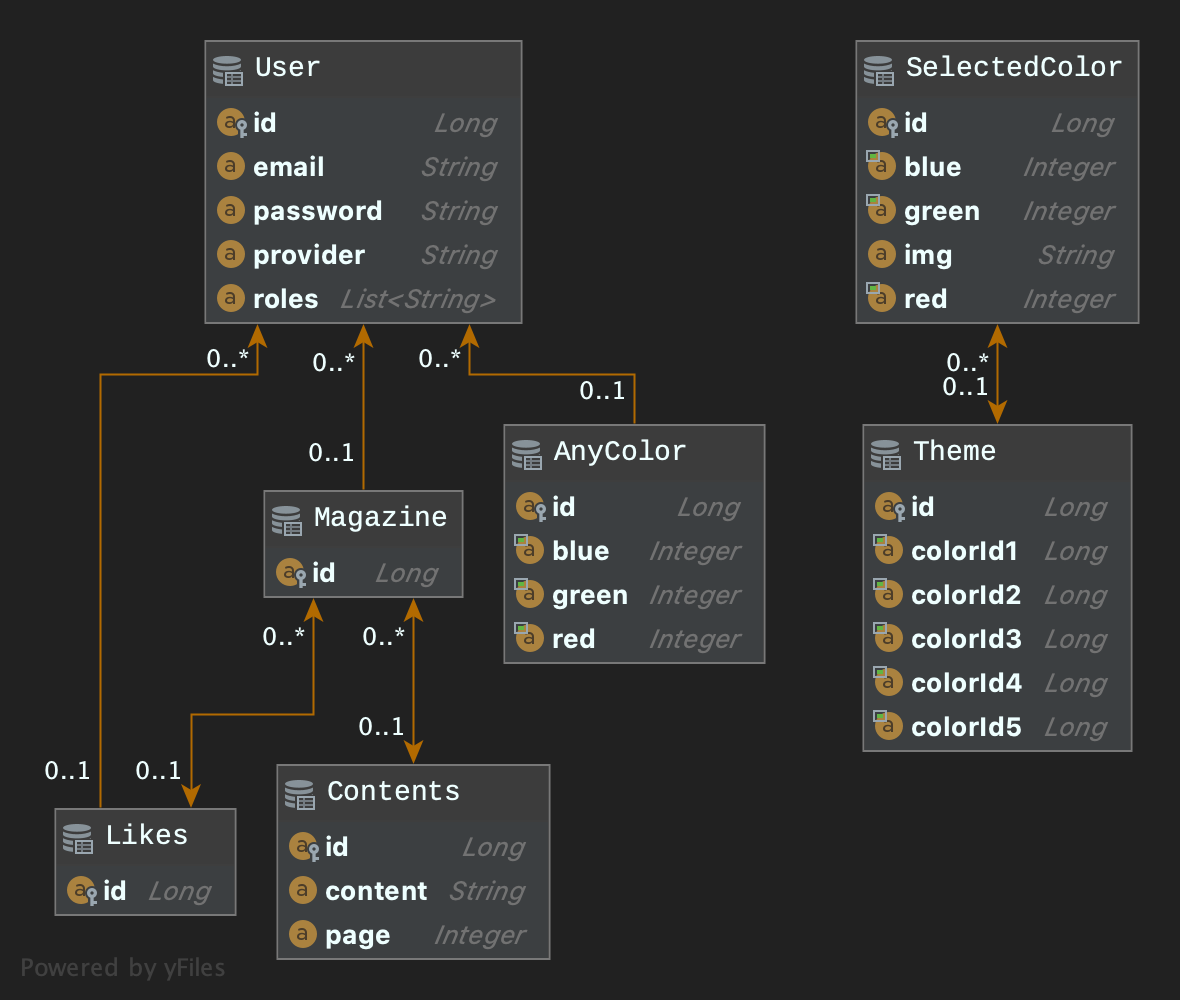 User
id Long
email String
password String
provider String
roles List<String>
SelectedColor
id Long
blue Integer
green Integer
img String
red Integer
0..*
0..*
0..*
0..1
0..1
0..*
0..1
AnyColor
id Long
blue Integer
green Integer
red Integer
Theme
id Long
colorId1 Long
colorId2 Long
colorId3 Long
colorId4 Long
colorId5 Long
Magazine
id Long
0..*
0..*
0..1
0..1
0..1
Likes
id Long
Contents
id Long
content String
page Integer
Powered by yFiles